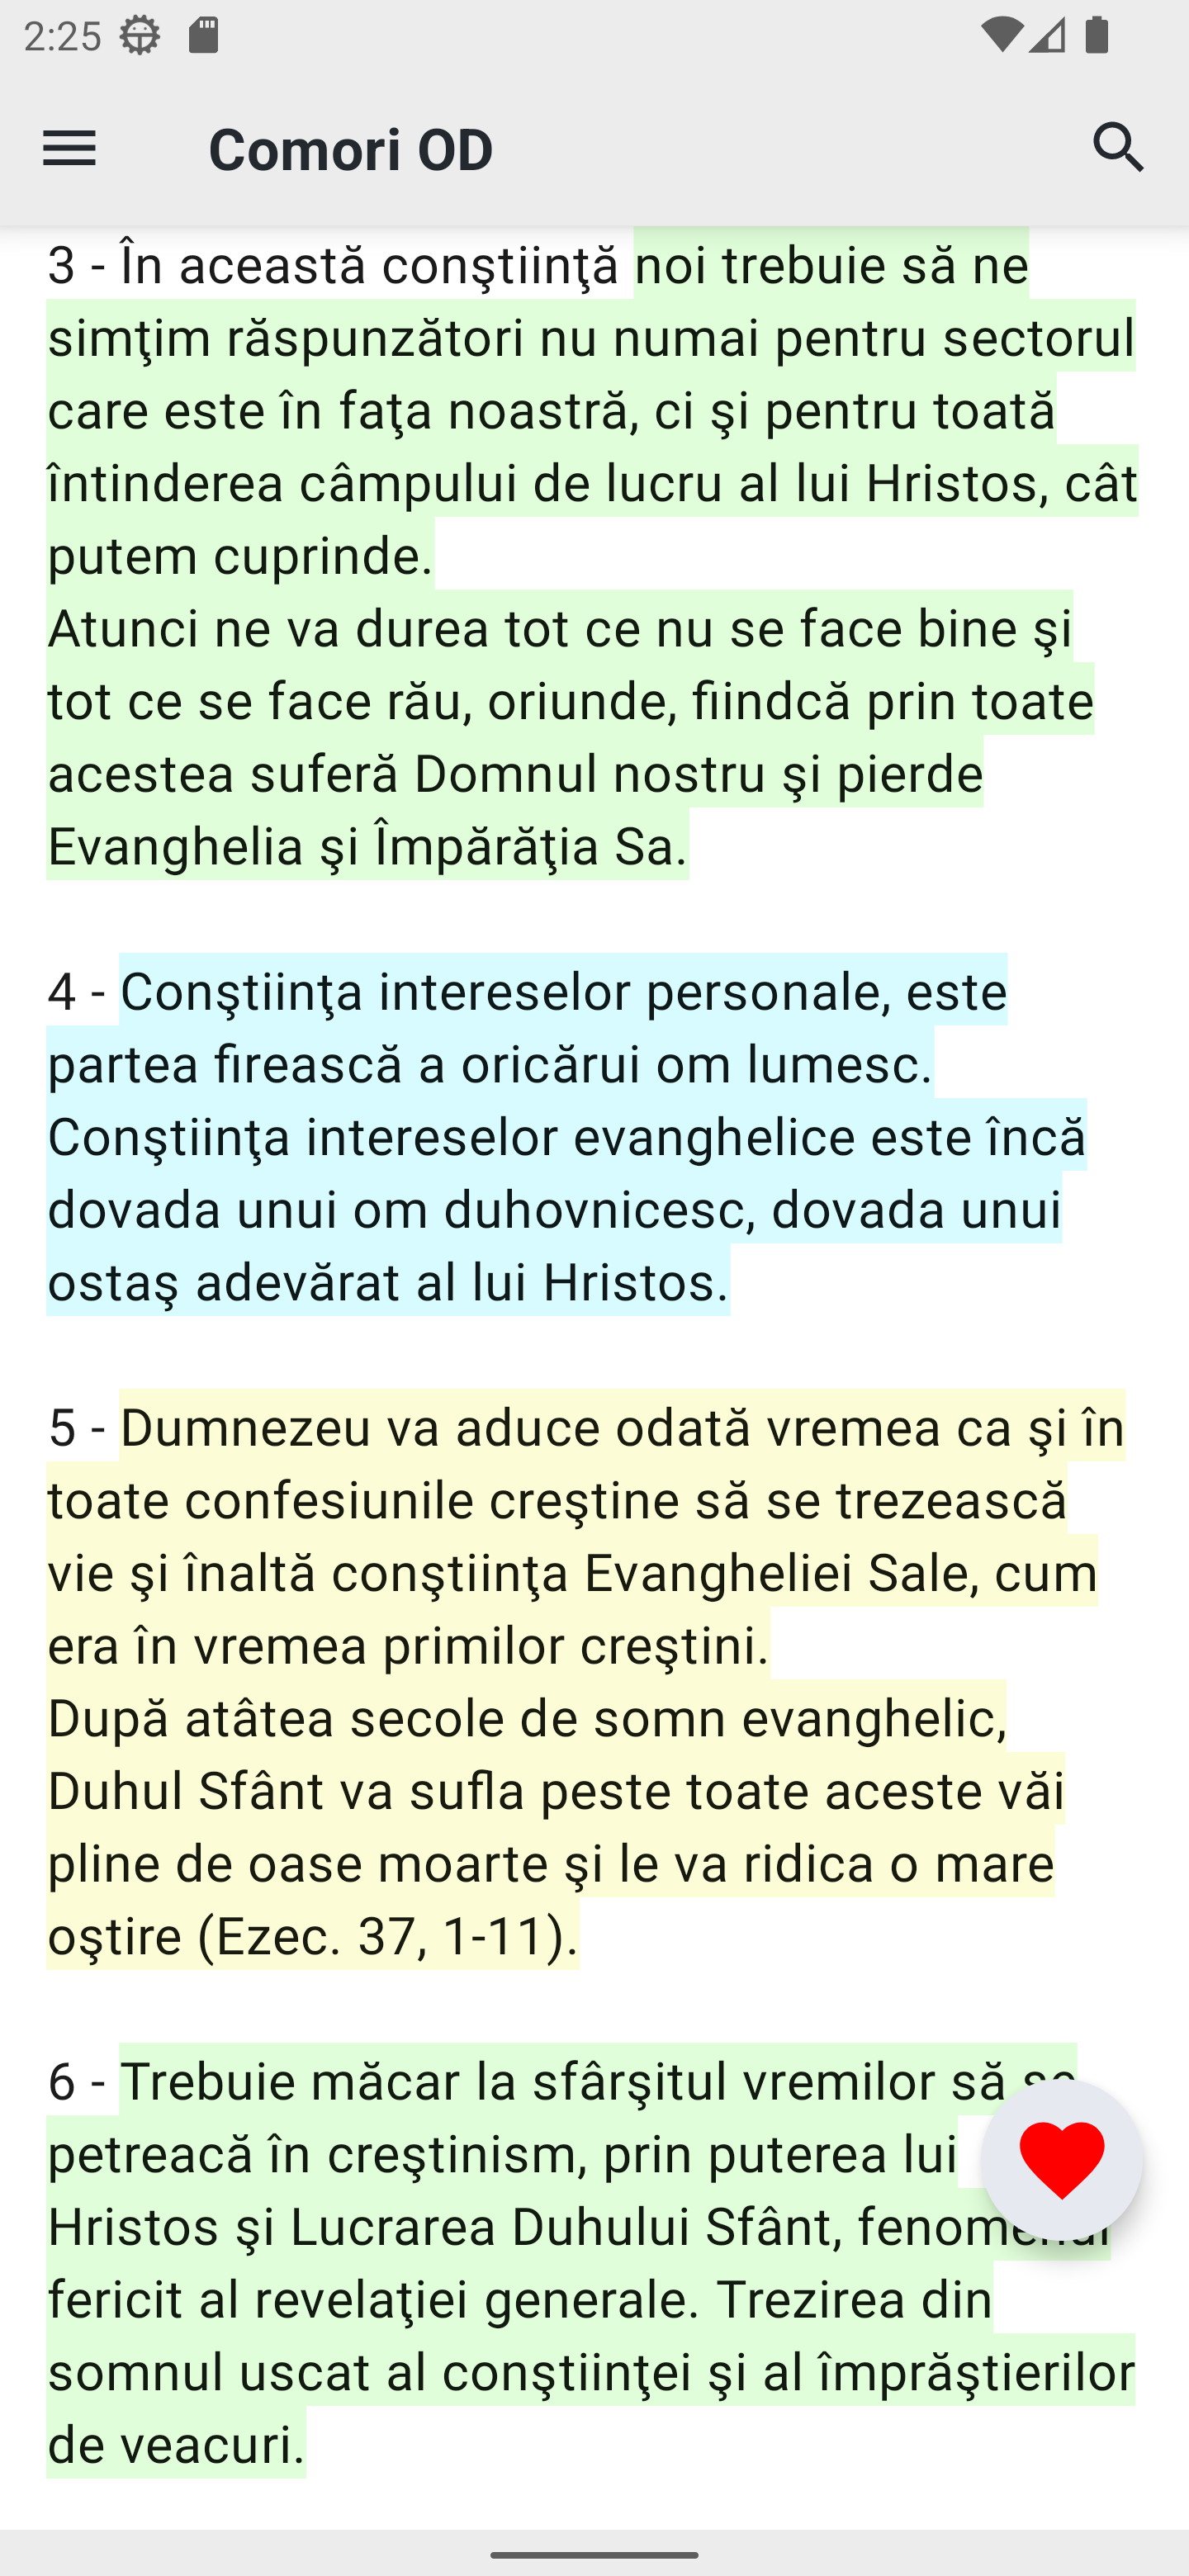 2:25
Comori OD
3 - În această conştiinţă noi trebuie să ne
simţim răspunzători nu numai pentru sectorul
care este în faţa noastră, ci şi pentru toată
întinderea câmpului de lucru al lui Hristos, cât
putem cuprinde.
Atunci ne va durea tot ce nu se face bine şi
tot ce se face rău, oriunde, fiindcă prin toate
acestea suferă Domnul nostru şi pierde
Evanghelia şi Împărăţia Sa.
4 - Conştiinţa intereselor personale, este
partea firească a oricărui om lumesc.
Conştiinţa intereselor evanghelice este încă
dovada unui om duhovnicesc, dovada unui
ostaş adevărat al lui Hristos.
5 - Dumnezeu va aduce odată vremea ca şi în
toate confesiunile creştine să se trezească
vie şi înaltă conştiinţa Evangheliei Sale, cum
era în vremea primilor creştini.
După atâtea secole de somn evanghelic,
Duhul Sfânt va sufla peste toate aceste văi
pline de oase moarte şi le va ridica o mare
oştire (Ezec. 37, 1-11).
6 - Trebuie măcar la sfârşitul vremilor să se
petreacă în creştinism, prin puterea lui
Hristos şi Lucrarea Duhului Sfânt, fenomenul
fericit al revelaţiei generale. Trezirea din
somnul uscat al conştiinţei şi al împrăştierilor
de veacuri.